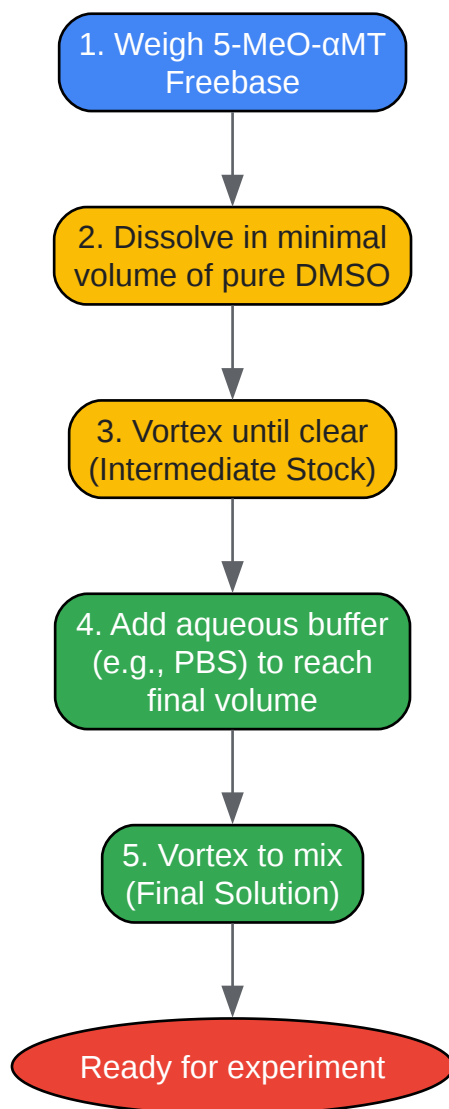 1. Weigh 5-MeO-αMT
Freebase
2. Dissolve in minimal
volume of pure DMSO
3. Vortex until clear
(Intermediate Stock)
4. Add aqueous buffer
(e.g., PBS) to reach
final volume
5. Vortex to mix
(Final Solution)
Ready for experiment